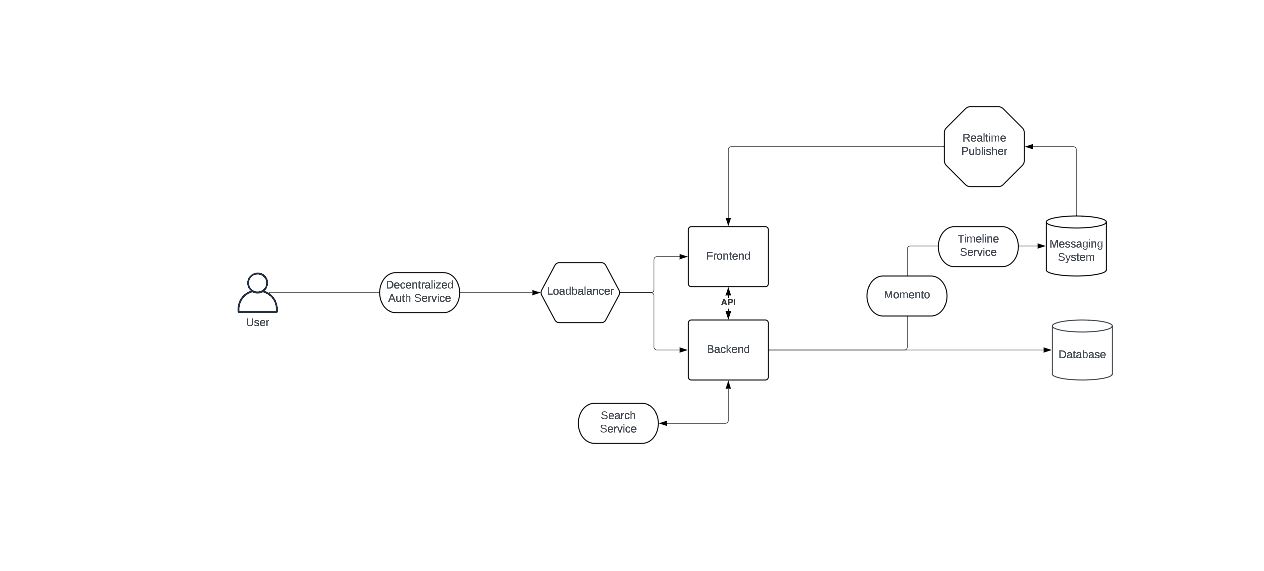 Realtime
Publisher
Timeline
Service
Messaging
System
Frontend
Decentralized
Auth Service
Loadbalancer
Momento
API
User
Backend
Database
Search
Service